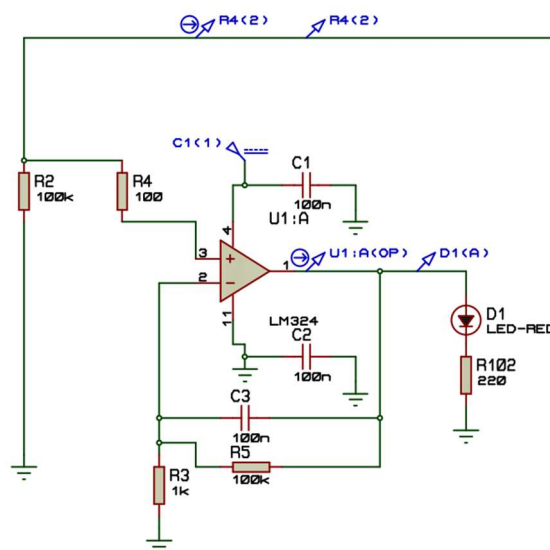 R4(2) R4(2)
C1(1)
C1
100n
R2
100k
R4
100
U1:A
4
3
2
1
11
U1:A(OP) D1(A)
LM324
C2
100n
D1
LED-RED
R102
220
C3
100n
R5
100k
R3
1k